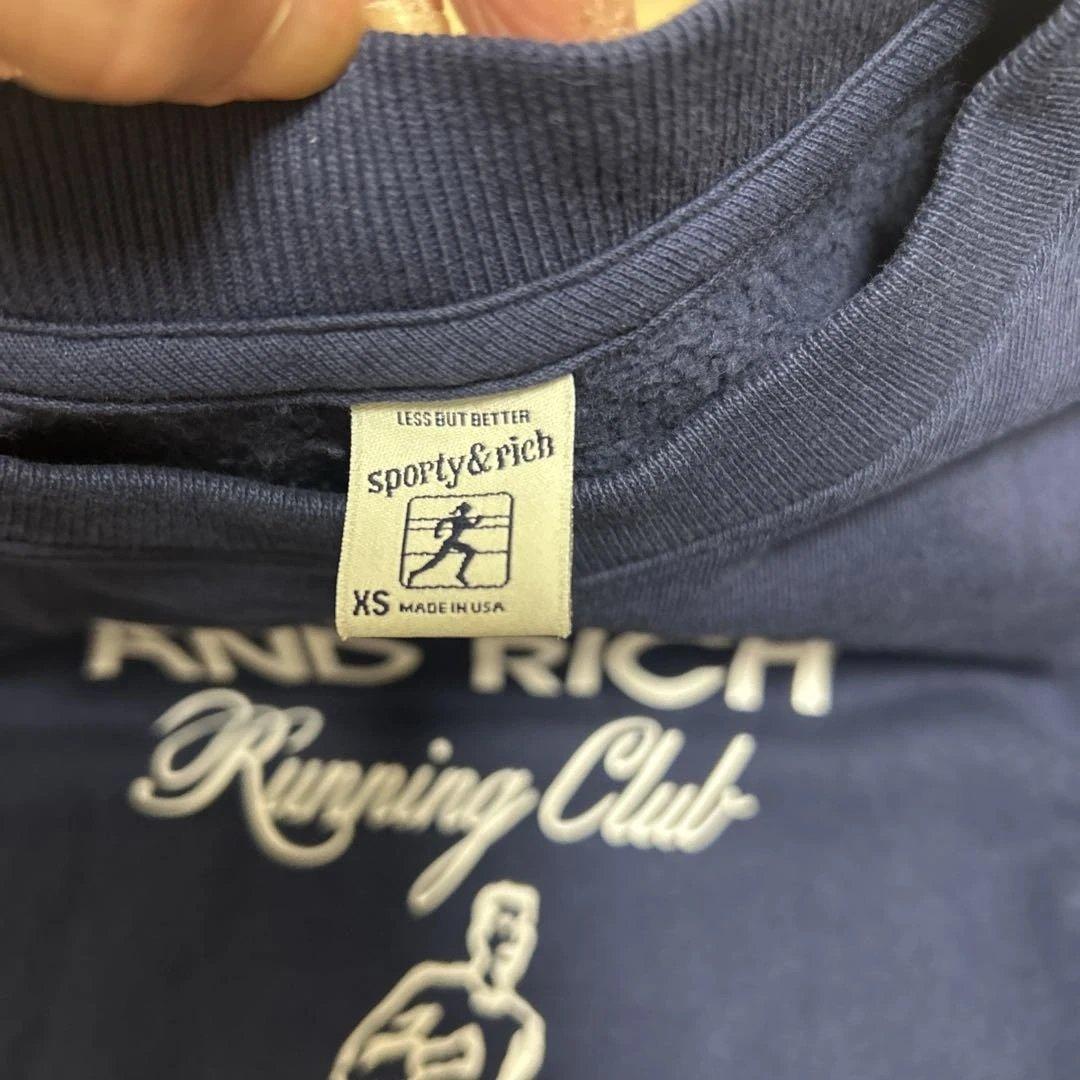 LESS BUT BETTER
sporty&rich
XS MADE IN USA
AND RICH
Running Club